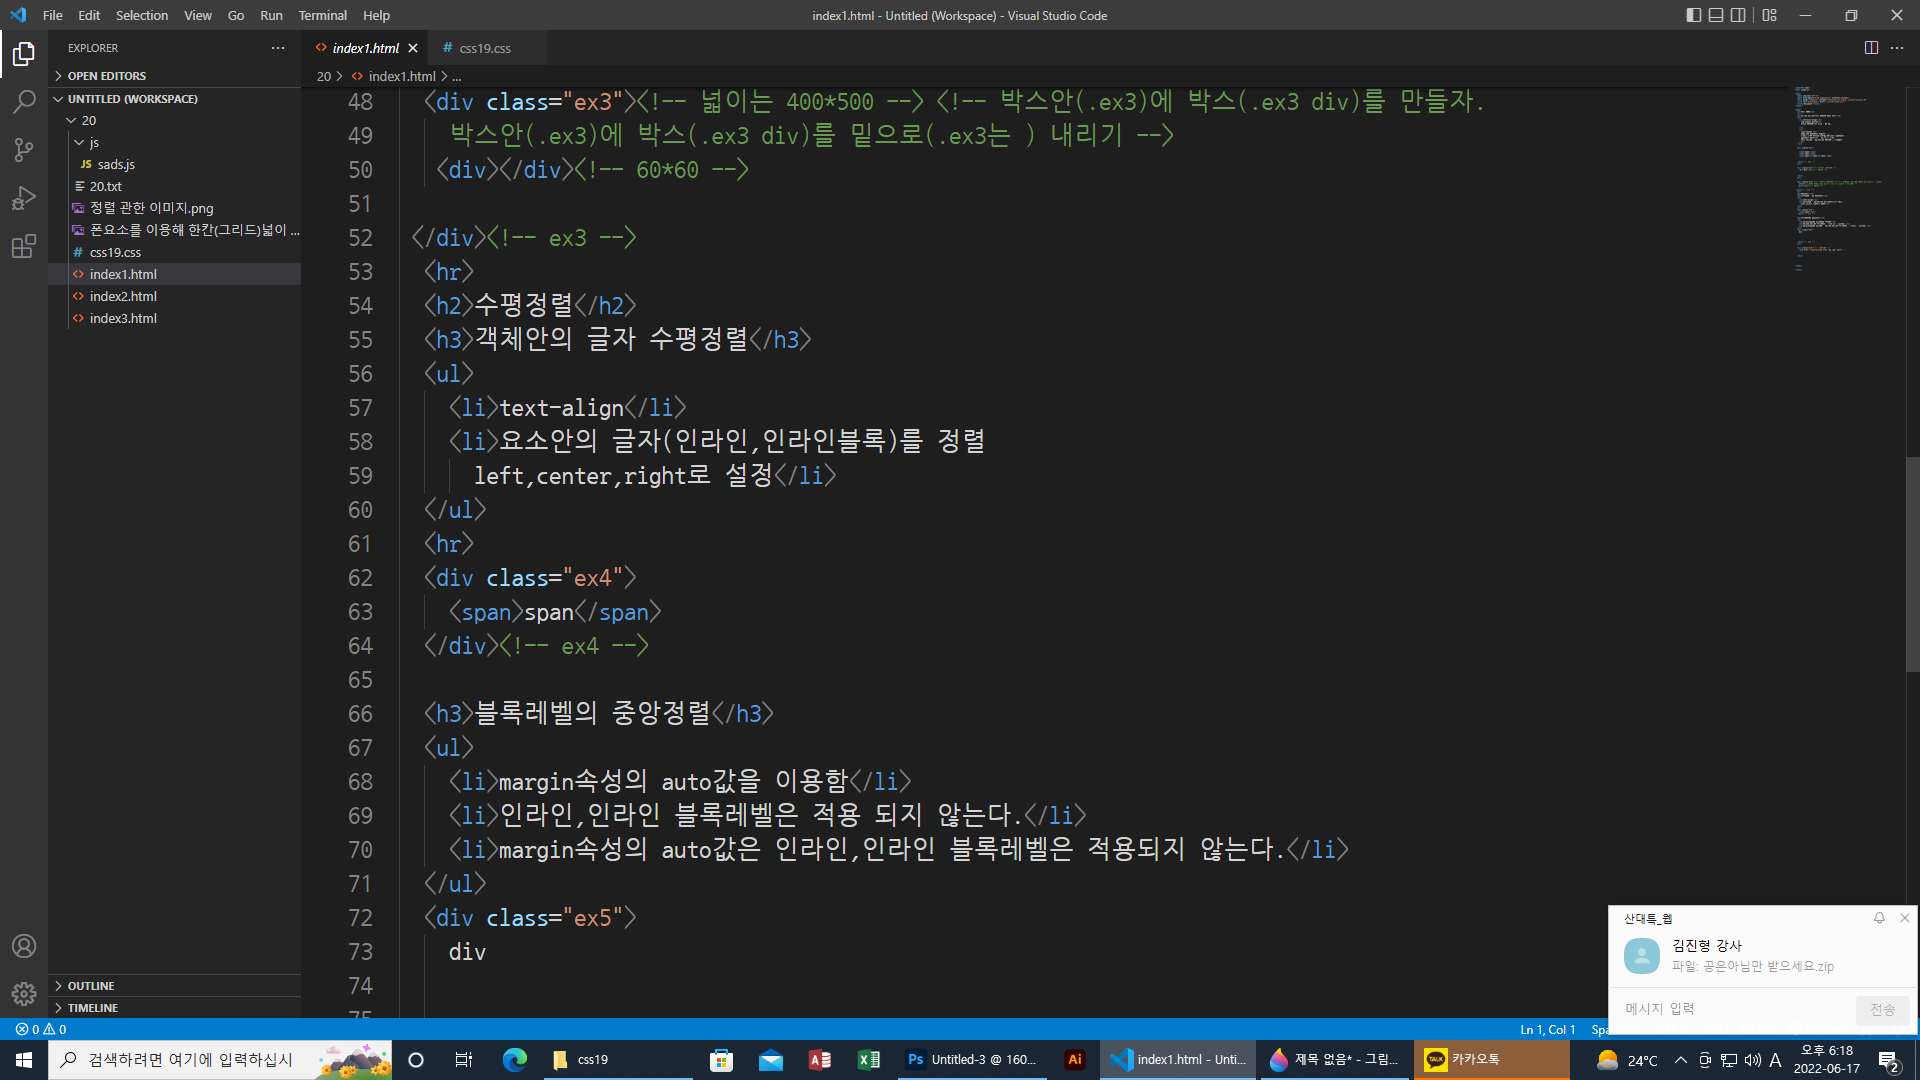 File Edit Selection View Go Run Terminal Help
index1.html - Untitled (Workspace) - Visual Studio Code
EXPLORER
OPEN EDITORS
UNTITLED (WORKSPACE)
20
js
JS sads.js
20.txt
정렬 관한 이미지.png
폰요소를 이용해 한칸(그리드)넓이 ...
# css19.css
index1.html
index2.html
index3.html
OUTLINE
TIMELINE
index1.html
# css19.css
20 > index1.html > ...
48 <div class="ex3"><!-- 넓이는 400*500 --> <!-- 박스안(.ex3)에 박스(.ex3 div)를 만들자.
49 박스안(.ex3)에 박스(.ex3 div)를 밑으로(.ex3는 ) 내리기 -->
50 <div></div><!-- 60*60 -->
51
52 </div><!-- ex3 -->
53 <hr>
54 <h2>수평정렬</h2>
55 <h3>객체안의 글자 수평정렬</h3>
56 <ul>
57 <li>text-align</li>
58 <li>요소안의 글자(인라인,인라인블록)를 정렬
59 left,center,right로 설정</li>
60 </ul>
61 <hr>
62 <div class="ex4">
63 <span>span</span>
64 </div><!-- ex4 -->
65
66 <h3>블록레벨의 중앙정렬</h3>
67 <ul>
68 <li>margin속성의 auto값을 이용함</li>
69 <li>인라인,인라인 블록레벨은 적용 되지 않는다.</li>
70 <li>margin속성의 auto값은 인라인,인라인 블록레벨은 적용되지 않는다.</li>
71 </ul>
72 <div class="ex5">
73 div
74
75
산대특_웹
김진형 강사
파일: 공은아님만 받으세요.zip
메시지 입력
전송
0 0
Ln 1, Col 1
검색하려면 여기에 입력하십시
css19
Ps Untitled-3 @ 160...
Ai
index1.html - Unti...
제목 없음* - 그림...
TALK 카카오톡
24°C
A
오후 6:18
2022-06-17
2